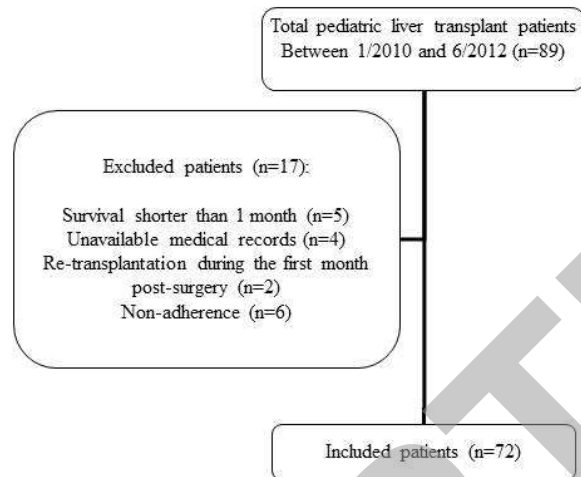 Total pediatric liver transplant patients
Between 1/2010 and 6/2012 (n=89)
Excluded patients (n=17):
Survival shorter than 1 month (n=5)
Unavailable medical records (n=4)
Re-transplantation during the first month
post-surgery (n=2)
Non-adherence (n=6)
Included patients (n=72)